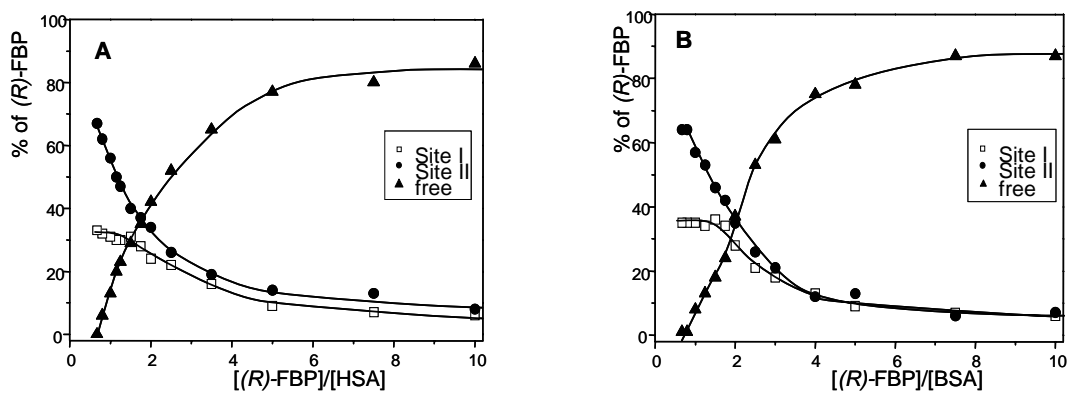 100
80
60
40
20
0
% of (R)-FBP
A
Site I
Site II
free
0 2 4 6 8 10
[(R)-FBP]/[HSA]
100
80
60
40
20
0
% of (R)-FBP
B
Site I
Site II
free
0 2 4 6 8 10
[(R)-FBP]/[BSA]